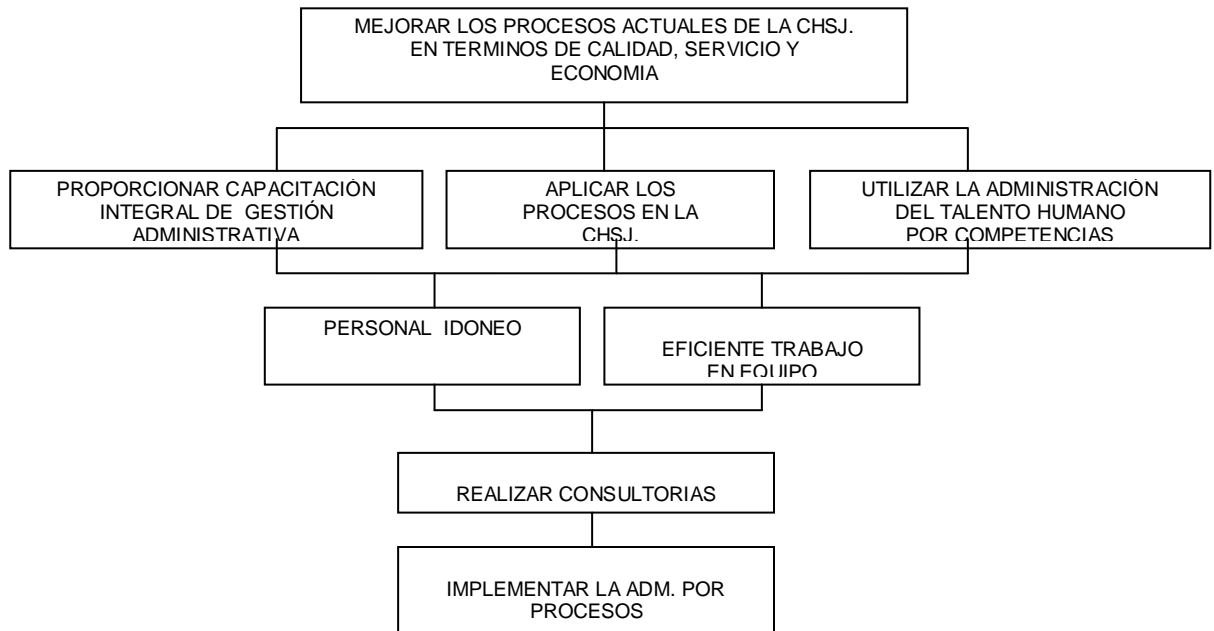 MEJORAR LOS PROCESOS ACTUALES DE LA CHSJ.
EN TERMINOS DE CALIDAD, SERVICIO Y
ECONOMIA
PROPORCIONAR CAPACITACIÓN
INTEGRAL DE GESTIÓN
ADMINISTRATIVA
APLICAR LOS
PROCESOS EN LA
CHSJ.
UTILIZAR LA ADMINISTRACIÓN
DEL TALENTO HUMANO
POR COMPETENCIAS
PERSONAL IDONEO
EFICIENTE TRABAJO
EN EQUIPO
REALIZAR CONSULTORIAS
IMPLEMENTAR LA ADM. POR
PROCESOS